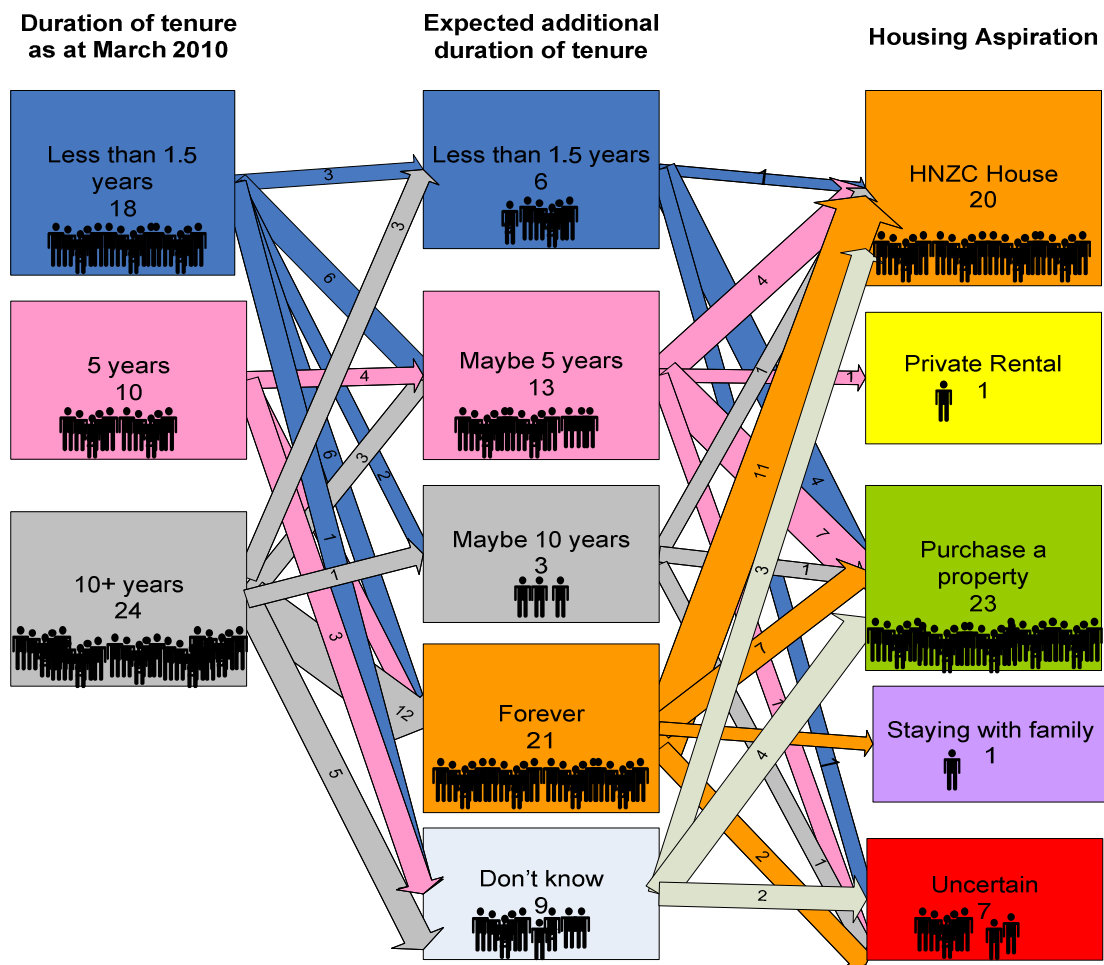 Duration of tenure
as at March 2010
Expected additional
duration of tenure
Housing Aspiration
Less than 1.5
years
18
5 years
10
10+ years
24
3
3
6
4
3
6
2
1
1
3
12
5
Less than 1.5 years
6
Maybe 5 years
13
Maybe 10 years
3
Forever
21
Don't know
9
1
4
1
1
11
4
7
1
3
7
1
4
1
1
2
2
HNZC House
20
Private Rental
1
Purchase a
property
23
Staying with family
1
Uncertain
7